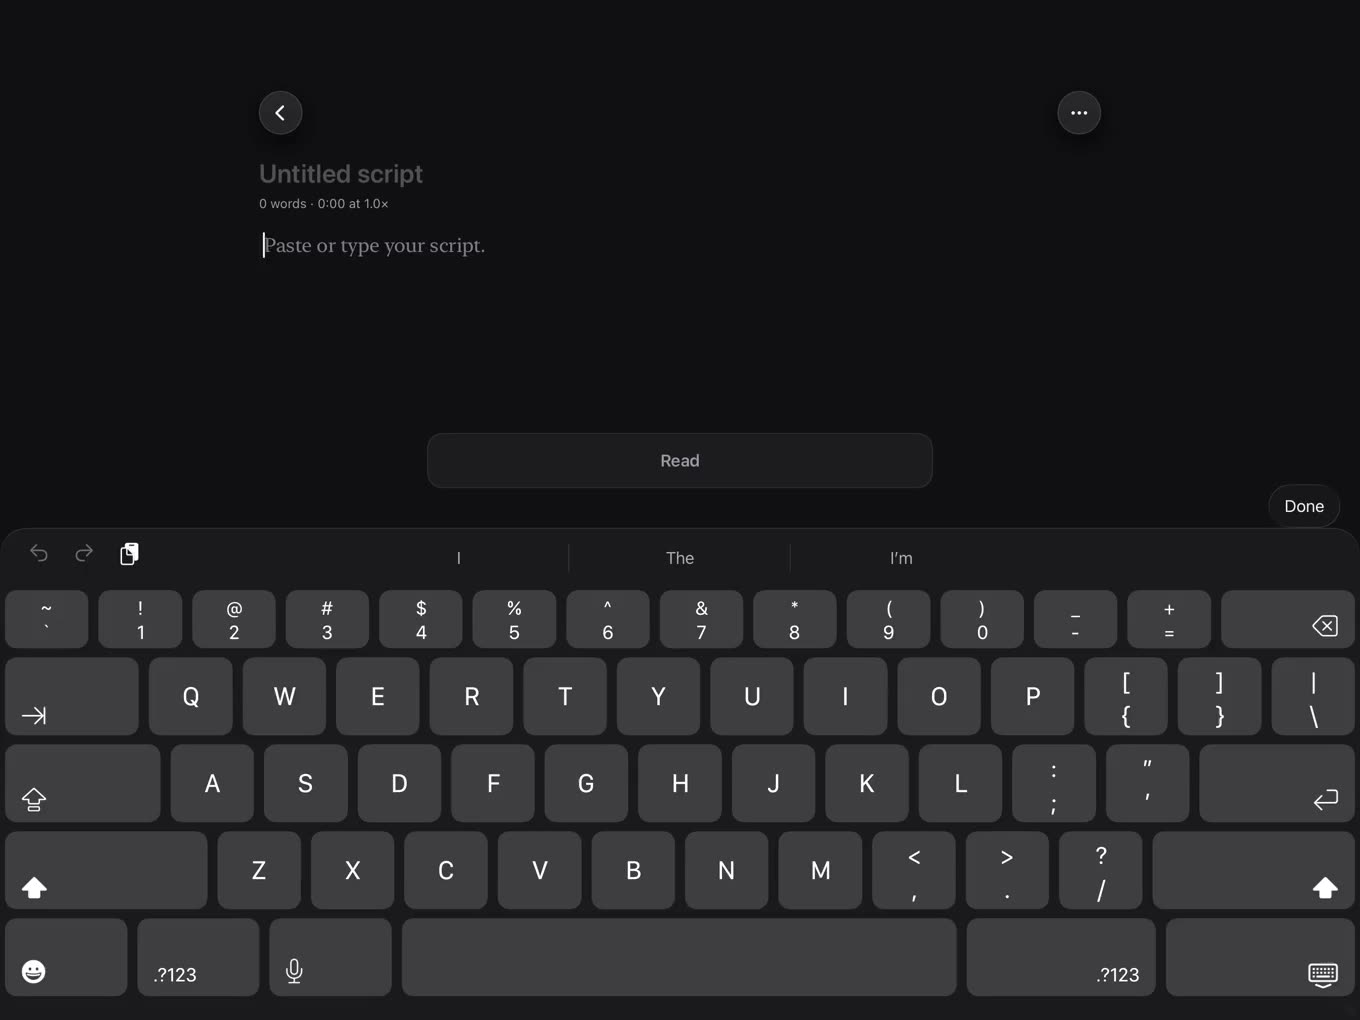 Untitled script
0 words · 0:00 at 1.0×
Paste or type your script.
Read
Done
I The I'm
~ ! @ # $ % ^ & * ( ) _ +
` 1 2 3 4 5 6 7 8 9 0 - =
Q W E R T Y U I O P [ ] |
{ } \
A S D F G H J K L : "
; '
Z X C V B N M < > ?
, . /
.?123 .?123